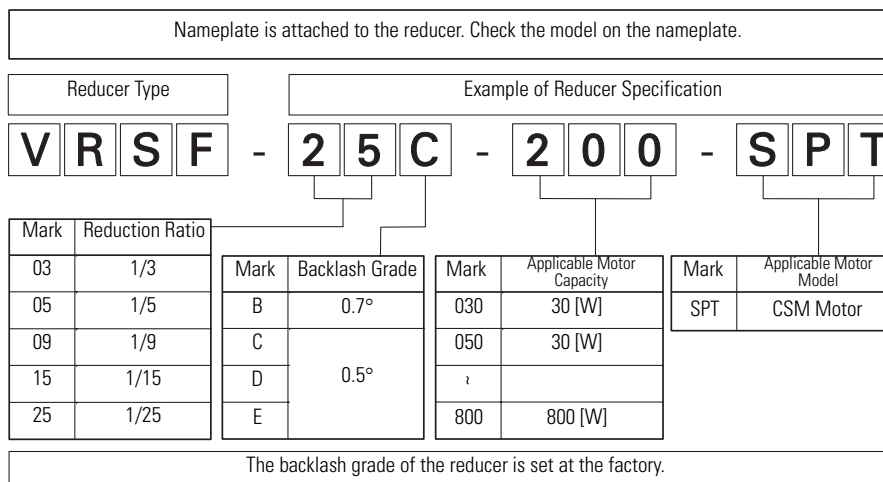 Nameplate is attached to the reducer. Check the model on the nameplate.
Reducer Type
Example of Reducer Specification
V R S F - 2 5 C - 2 0 0 - S P T
Mark Reduction Ratio
03 1/3
05 1/5
09 1/9
15 1/15
25 1/25
Mark Backlash Grade
B 0.7°
C
D 0.5°
E
Mark Applicable Motor
Capacity
030 30 [W]
050 30 [W]
~
800 800 [W]
Mark Applicable Motor
Model
SPT CSM Motor
The backlash grade of the reducer is set at the factory.